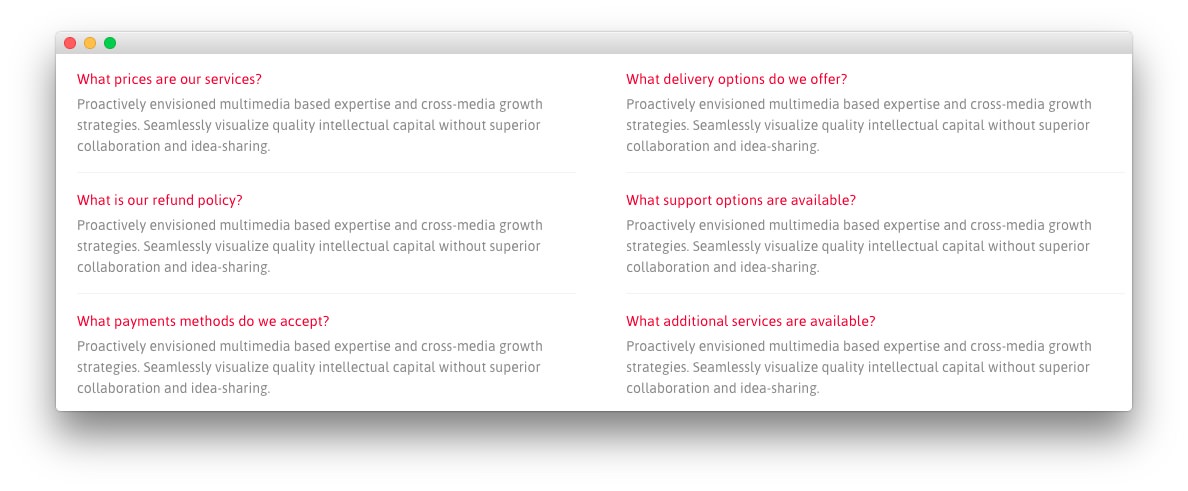 What prices are our services?
Proactively envisioned multimedia based expertise and cross-media growth
strategies. Seamlessly visualize quality intellectual capital without superior
collaboration and idea-sharing.
What is our refund policy?
Proactively envisioned multimedia based expertise and cross-media growth
strategies. Seamlessly visualize quality intellectual capital without superior
collaboration and idea-sharing.
What payments methods do we accept?
Proactively envisioned multimedia based expertise and cross-media growth
strategies. Seamlessly visualize quality intellectual capital without superior
collaboration and idea-sharing.
What delivery options do we offer?
Proactively envisioned multimedia based expertise and cross-media growth
strategies. Seamlessly visualize quality intellectual capital without superior
collaboration and idea-sharing.
What support options are available?
Proactively envisioned multimedia based expertise and cross-media growth
strategies. Seamlessly visualize quality intellectual capital without superior
collaboration and idea-sharing.
What additional services are available?
Proactively envisioned multimedia based expertise and cross-media growth
strategies. Seamlessly visualize quality intellectual capital without superior
collaboration and idea-sharing.